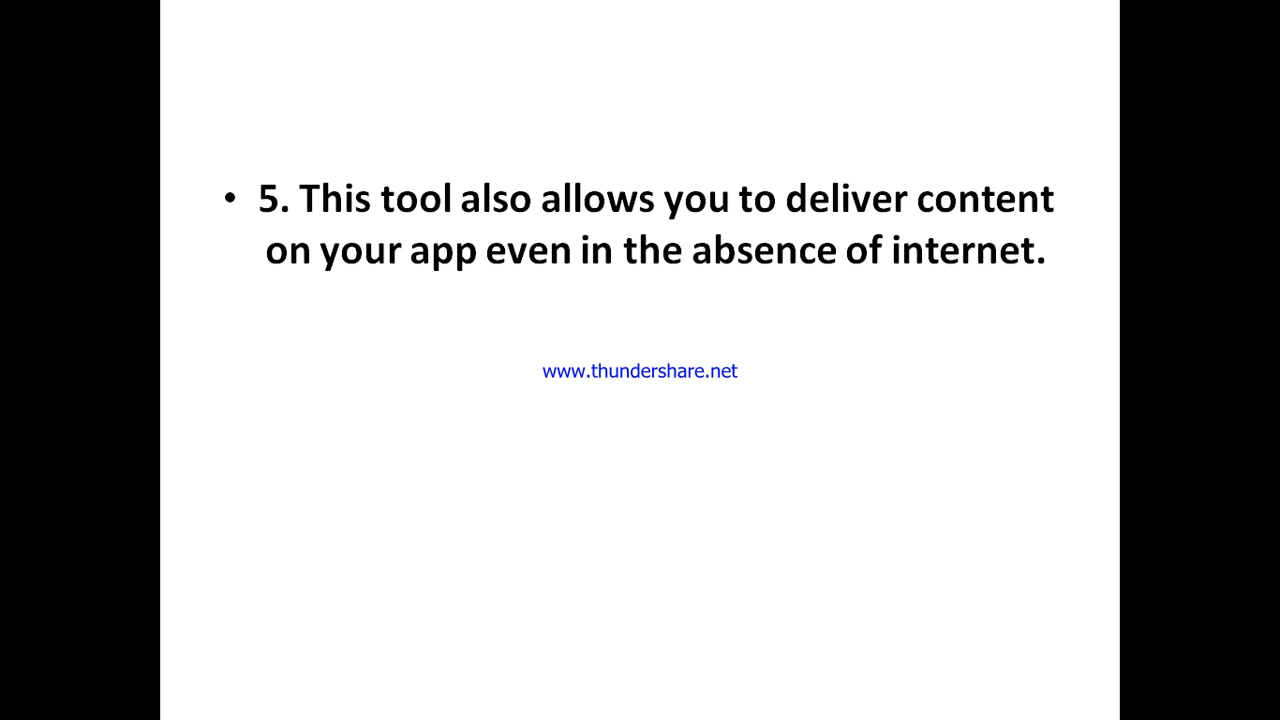 • 5. This tool also allows you to deliver content
on your app even in the absence of internet.
www.thundershare.net